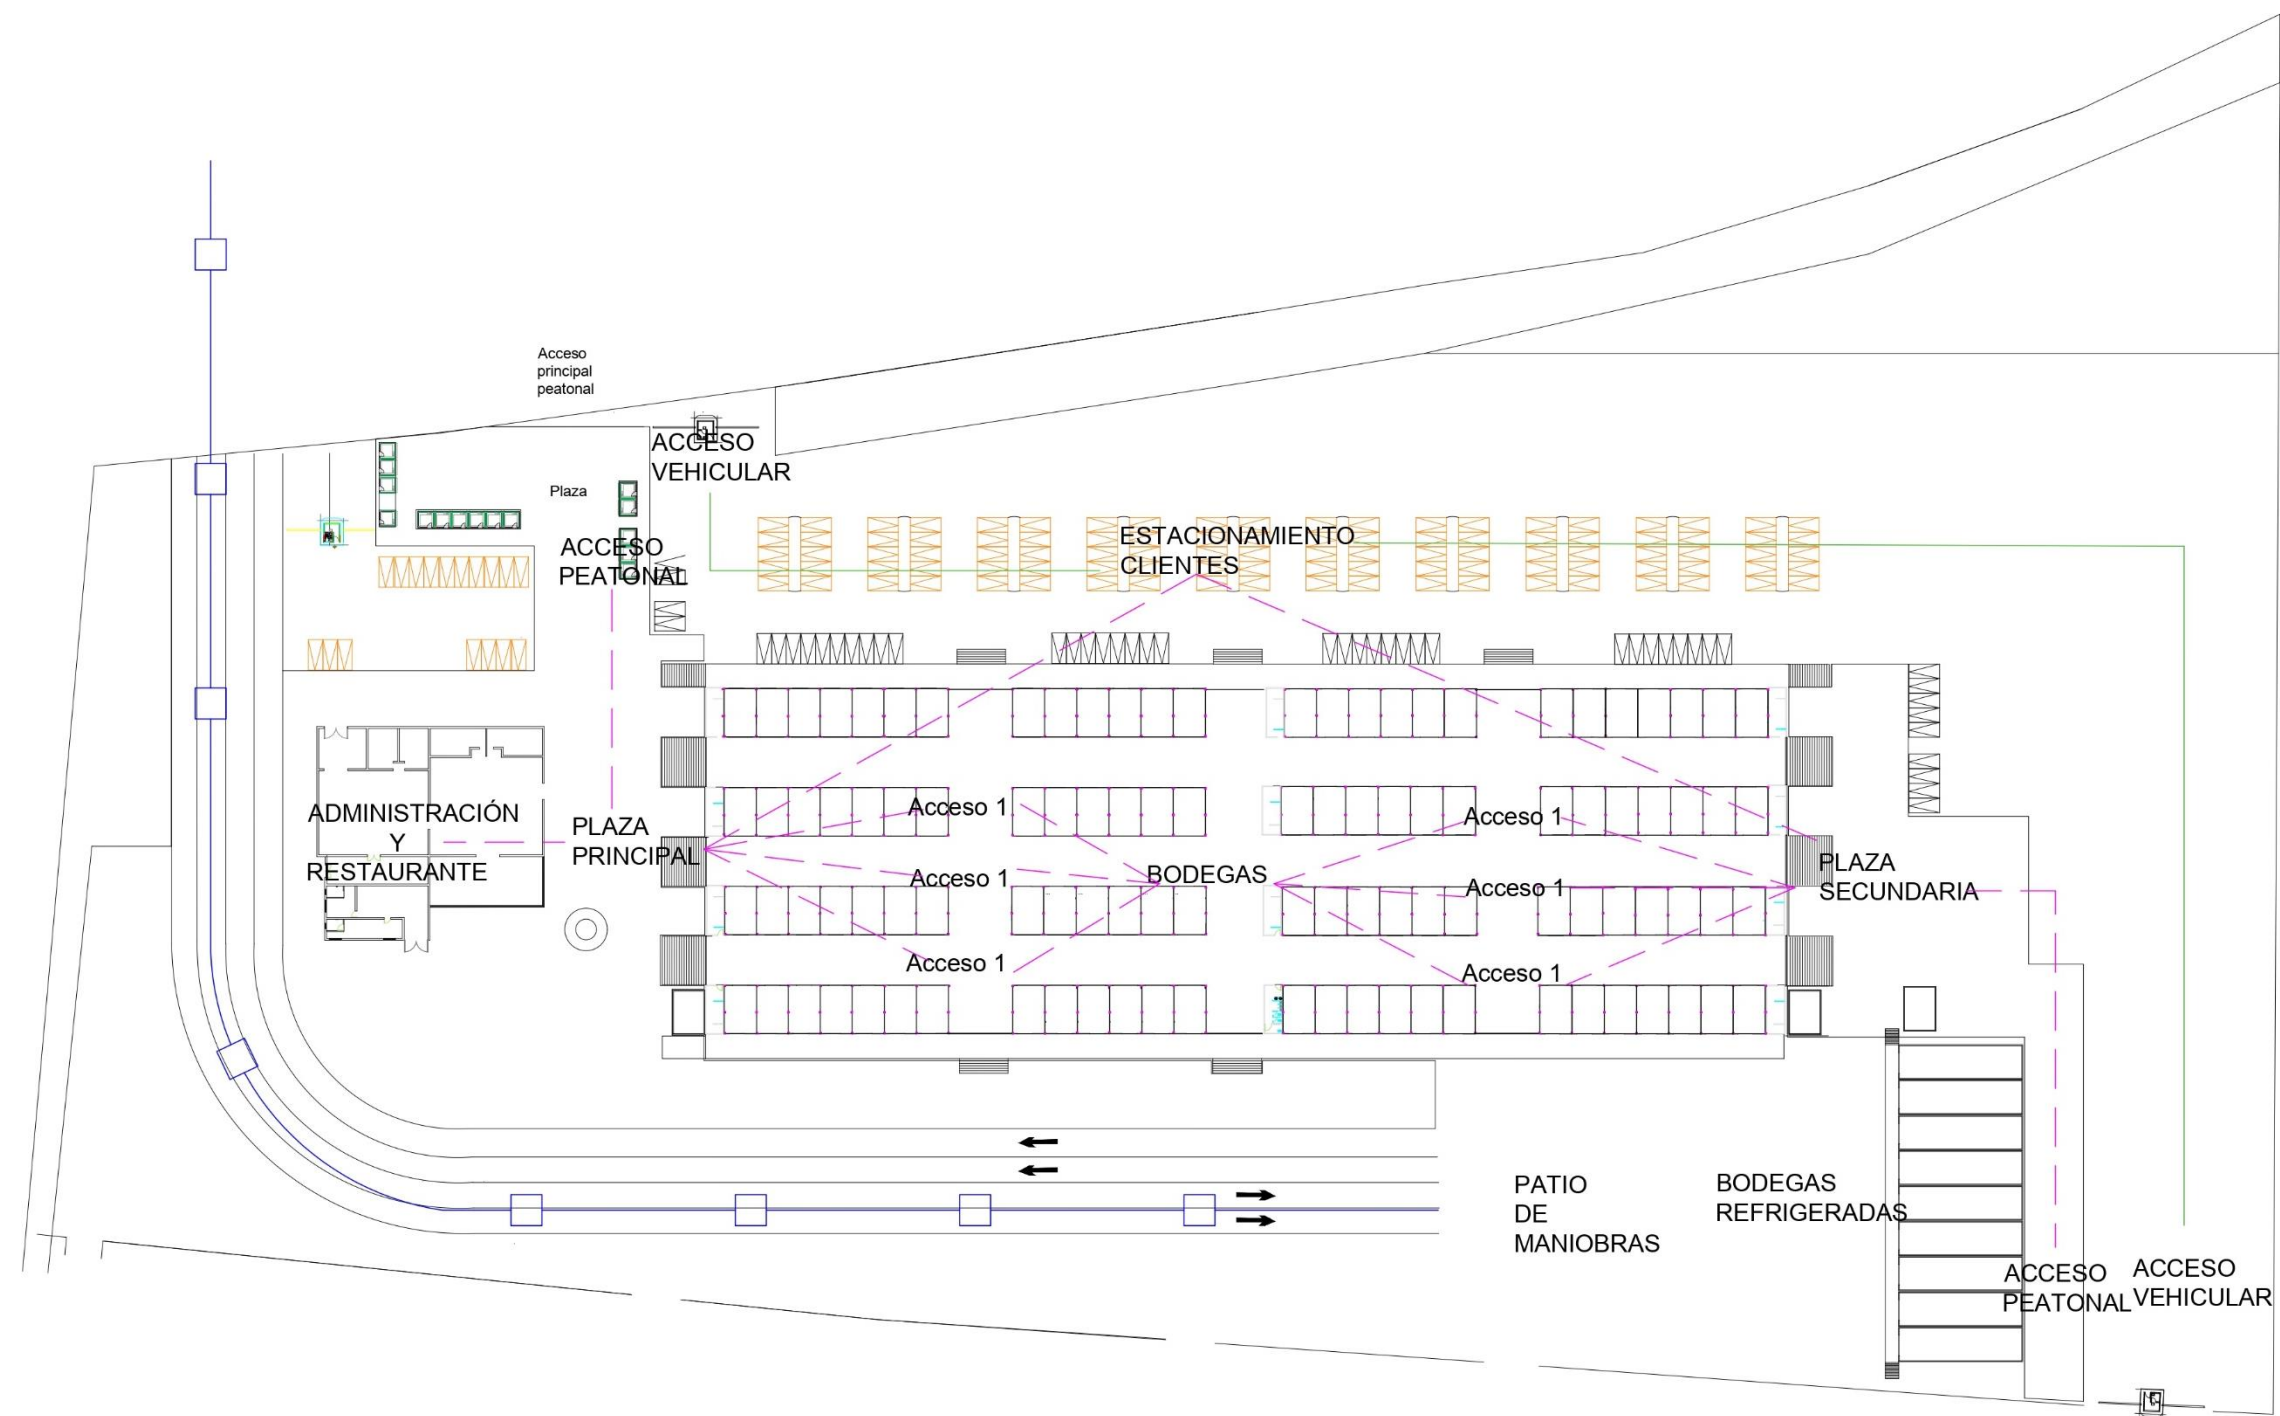 Acceso
principal
peatonal
ACCESO
VEHICULAR
Plaza
ACCESO
PEATONAL
ESTACIONAMIENTO
CLIENTES
ADMINISTRACIÓN
Y
RESTAURANTE
PLAZA
PRINCIPAL
Acceso 1
Acceso 1
Acceso 1
BODEGAS
Acceso 1
Acceso 1
Acceso 1
PLAZA
SECUNDARIA
PATIO
DE
MANIOBRAS
BODEGAS
REFRIGERADAS
ACCESO
PEATONAL
ACCESO
VEHICULAR